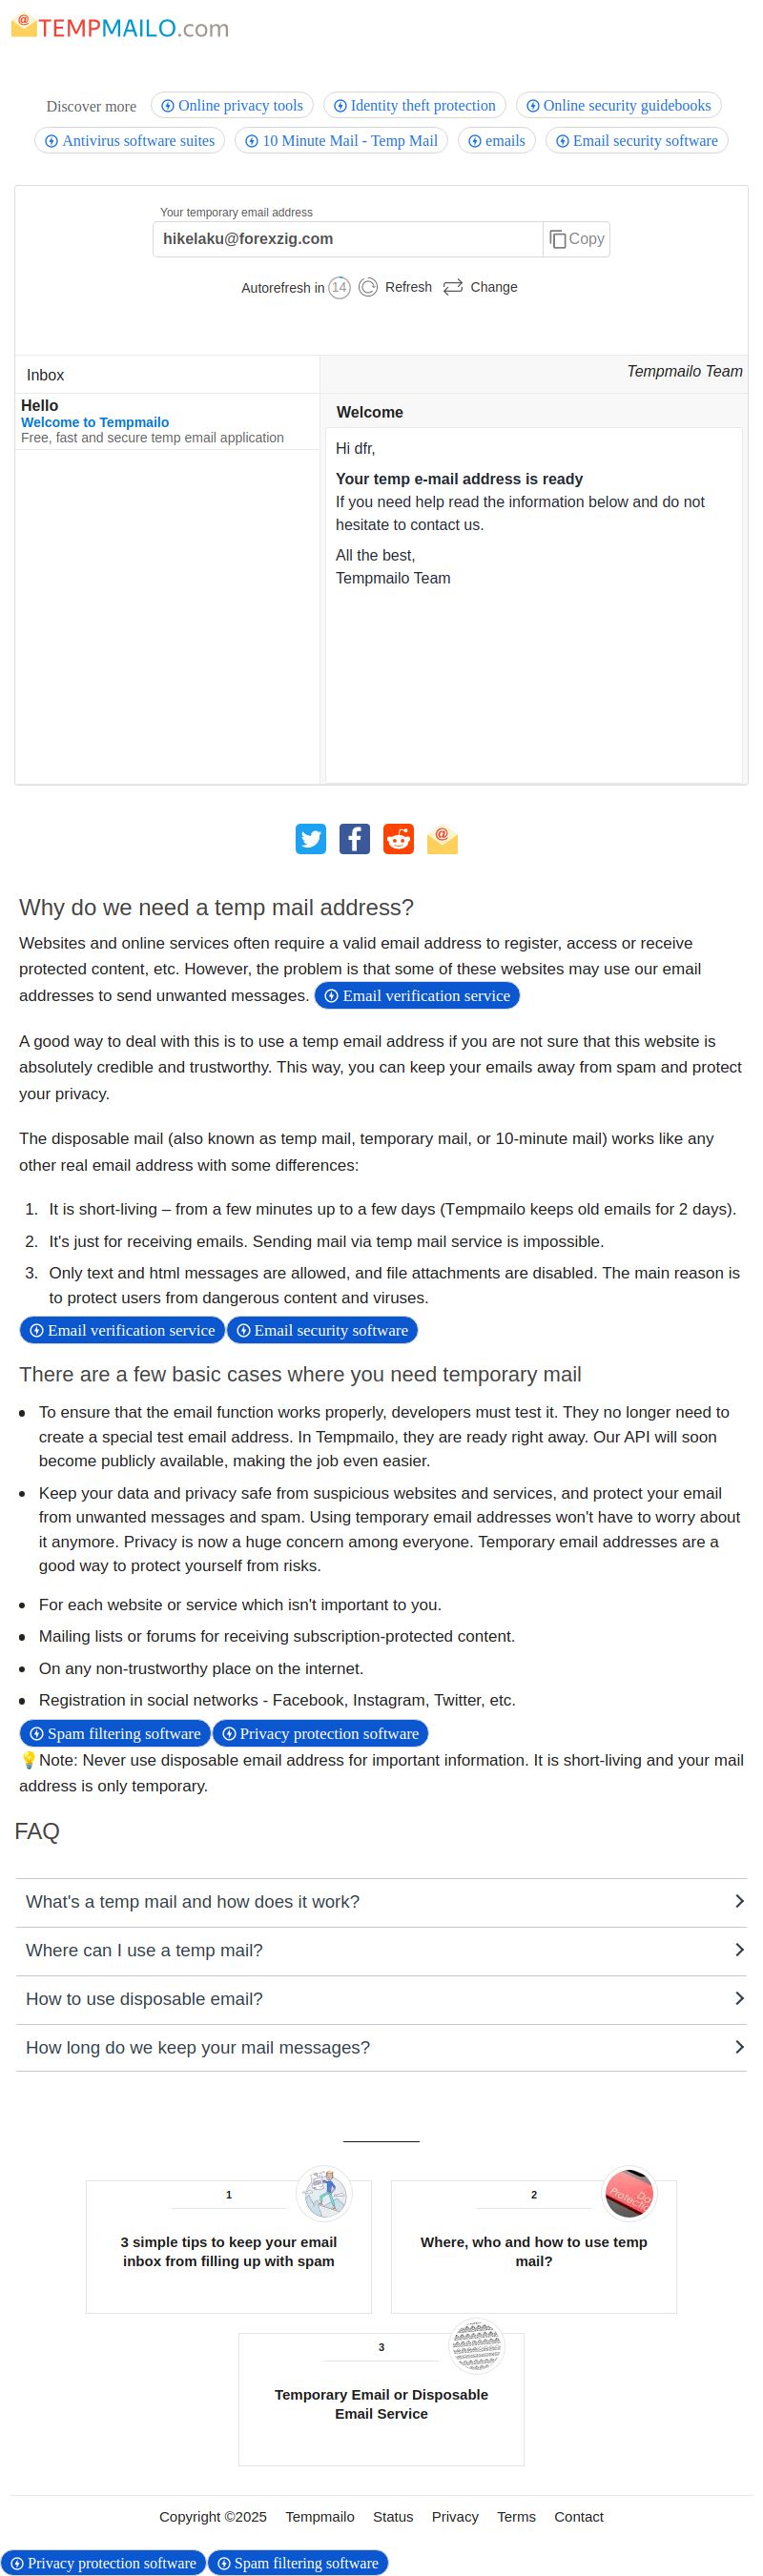 TEMPMAILO.com
Discover more Online privacy tools Identity theft protection Online security guidebooks
Antivirus software suites 10 Minute Mail - Temp Mail emails Email security software
Your temporary email address
hikelaku@forexzig.com Copy
Autorefresh in 14 Refresh Change
Inbox
Tempmailo Team
Hello
Welcome to Tempmailo
Free, fast and secure temp email application
Welcome
Hi dfr,
Your temp e-mail address is ready
If you need help read the information below and do not
hesitate to contact us.
All the best,
Tempmailo Team
Why do we need a temp mail address?
Websites and online services often require a valid email address to register, access or receive
protected content, etc. However, the problem is that some of these websites may use our email
addresses to send unwanted messages. Email verification service
A good way to deal with this is to use a temp email address if you are not sure that this website is
absolutely credible and trustworthy. This way, you can keep your emails away from spam and protect
your privacy.
The disposable mail (also known as temp mail, temporary mail, or 10-minute mail) works like any
other real email address with some differences:
1. It is short-living – from a few minutes up to a few days (Tempmailo keeps old emails for 2 days).
2. It's just for receiving emails. Sending mail via temp mail service is impossible.
3. Only text and html messages are allowed, and file attachments are disabled. The main reason is
to protect users from dangerous content and viruses.
Email verification service Email security software
There are a few basic cases where you need temporary mail
• To ensure that the email function works properly, developers must test it. They no longer need to
create a special test email address. In Tempmailo, they are ready right away. Our API will soon
become publicly available, making the job even easier.
• Keep your data and privacy safe from suspicious websites and services, and protect your email
from unwanted messages and spam. Using temporary email addresses won't have to worry about
it anymore. Privacy is now a huge concern among everyone. Temporary email addresses are a
good way to protect yourself from risks.
• For each website or service which isn't important to you.
• Mailing lists or forums for receiving subscription-protected content.
• On any non-trustworthy place on the internet.
• Registration in social networks - Facebook, Instagram, Twitter, etc.
Spam filtering software Privacy protection software
💡Note: Never use disposable email address for important information. It is short-living and your mail
address is only temporary.
FAQ
What's a temp mail and how does it work?
Where can I use a temp mail?
How to use disposable email?
How long do we keep your mail messages?
1
3 simple tips to keep your email
inbox from filling up with spam
2
Where, who and how to use temp
mail?
3
Temporary Email or Disposable
Email Service
Copyright ©2025 Tempmailo Status Privacy Terms Contact
Privacy protection software Spam filtering software